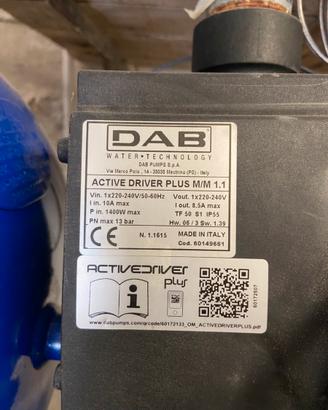 DAB
WATER • TECHNOLOGY
DAB PUMPS S.p.A.
Via Marco Polo, 14 - 35035 Mestrino (PD) - Italy
ACTIVE DRIVER PLUS M/M 1.1
Vin. 1x220-240V/50-60Hz Vout. 1x220-240V
I in. 10A max I out. 8.5A max
P in. 1400W max TF 50 S1 IP55
PN max 13 bar Hw. 06 / 3 Sw. 1.39
CE N. 1.1615 MADE IN ITALY
Cod. 60149661
ACTIVEDRIVER
plus
i
60172507
www.dabpumps.com/qrcode/60172133_OM_ACTIVEDRIVERPLUS.pdf